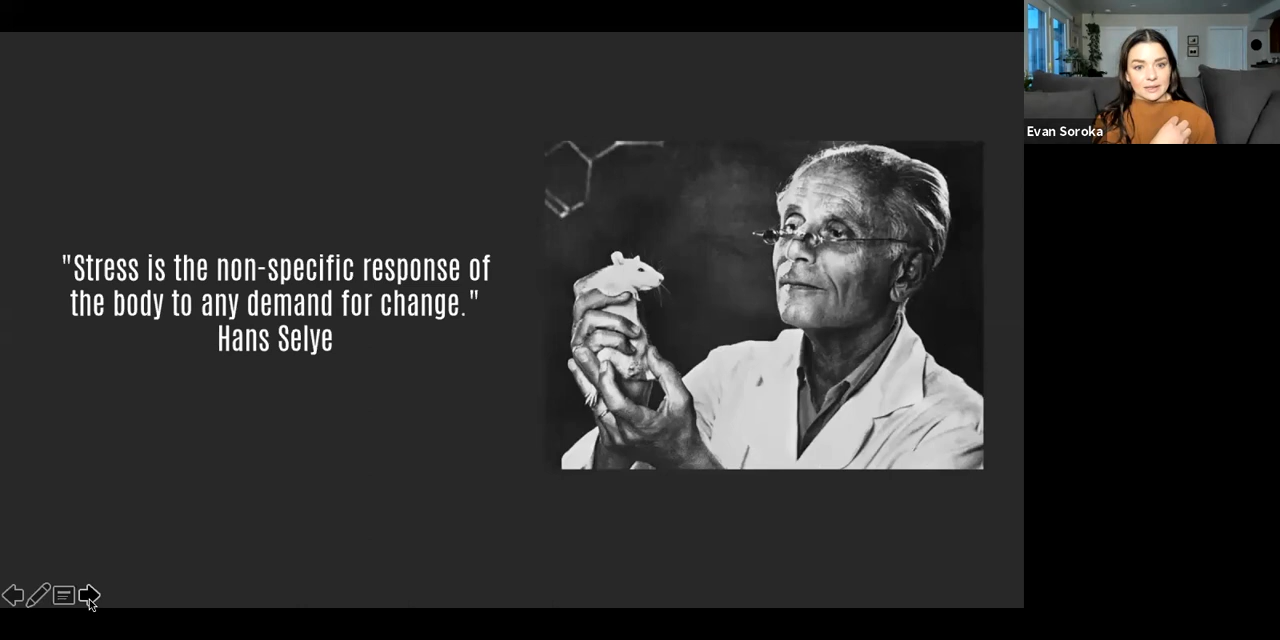 "Stress is the non-specific response of
the body to any demand for change."
Hans Selye
Evan Soroka